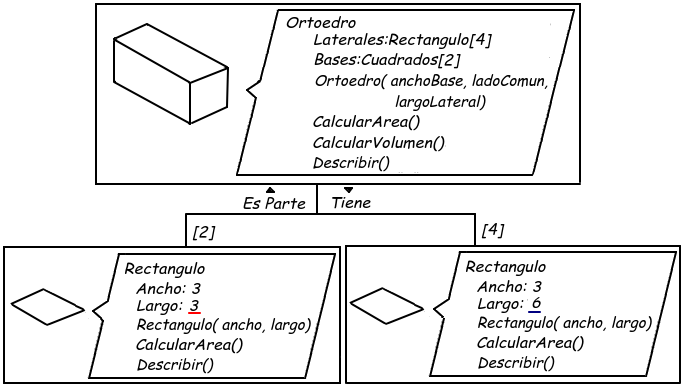 Ortoedro
Laterales:Rectangulo[4]
Bases:Cuadrados[2]
Ortoedro( anchoBase, ladoComun,
largoLateral)
CalcularArea()
CalcularVolumen()
Describir()
Es Parte
Tiene
[2]
[4]
Rectangulo
Ancho: 3
Largo: 3
Rectangulo( ancho, largo)
CalcularArea()
Describir()
Rectangulo
Ancho: 3
Largo: 6
Rectangulo( ancho, largo)
CalcularArea()
Describir()